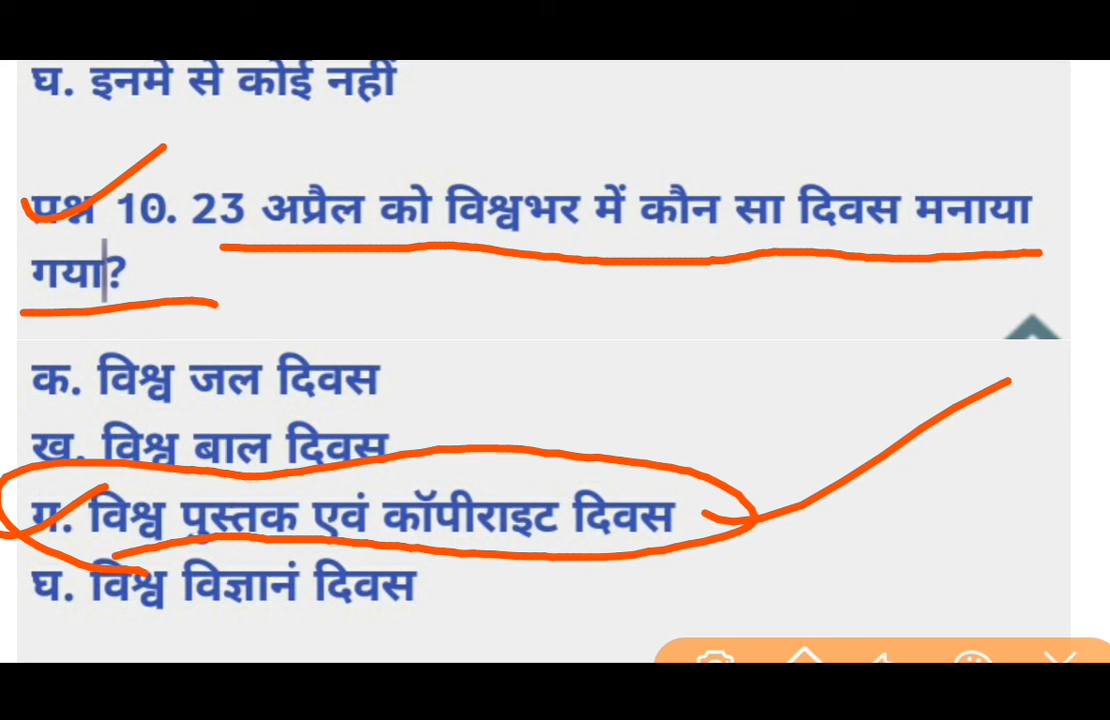 घ. इनमे से कोई नहीं
प्रश्न 10. 23 अप्रैल को विश्वभर में कौन सा दिवस मनाया
गया?
क. विश्व जल दिवस
ख. विश्व बाल दिवस
ग. विश्व पुस्तक एवं कॉपीराइट दिवस
घ. विश्व विज्ञानं दिवस